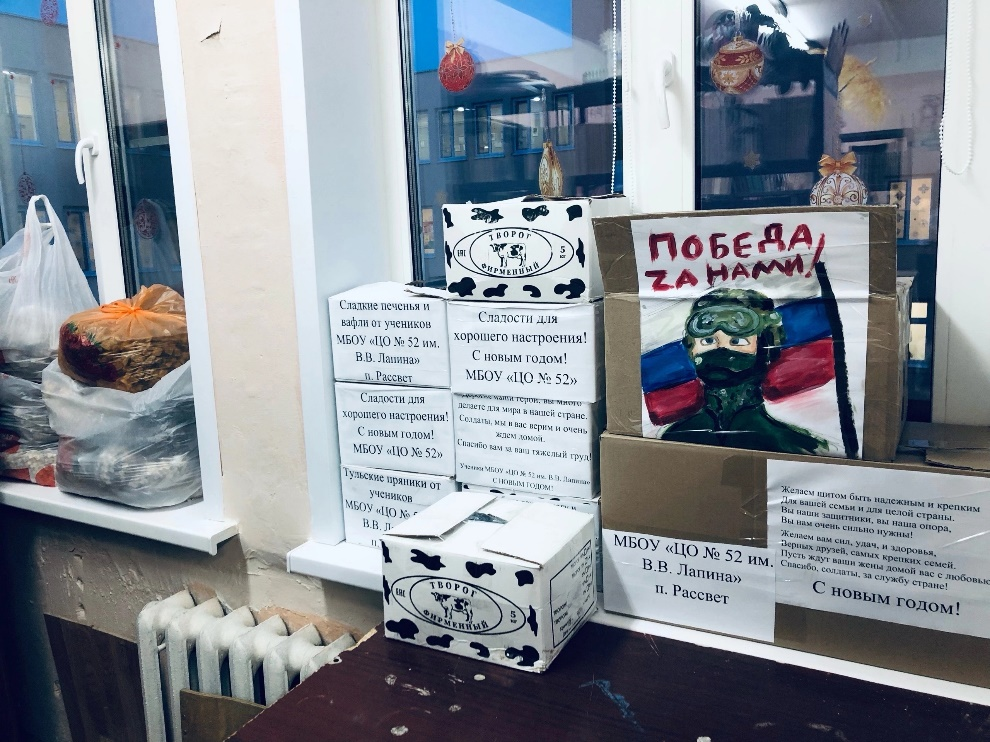 ТВОРОГ
5 кг
ФИРМЕННЫЙ
Сладкие печенья и
вафли от учеников
МБОУ «ЦО № 52 им.
В.В. Лапина»
п. Рассвет
Сладости для
хорошего настроения!
С новым годом!
МБОУ «ЦО № 52»
Сладости для
хорошего настроения!
С новым годом!
МБОУ «ЦО № 52»
наши герои, вы много
делаете для мира в нашей стране.
Солдаты, мы в вас верим и очень
ждем домой.
Спасибо вам за ваш тяжелый труд!
Ученики МБОУ «ЦО № 52 им. В.В. Лапина»
С НОВЫМ ГОДОМ!
Тульские пряники от
учеников
МБОУ «ЦО №
В.В.
ТВОРОГ
5 кг
ФИРМЕННЫЙ
ПОБЕДА
ZА НАМИ!
МБОУ «ЦО № 52 им.
В.В. Лапина»
п. Рассвет
Желаем щитом быть надежным и крепким
Для вашей семьи и для целой страны.
Вы наши защитники, вы наша опора,
Вы нам очень сильно нужны!
Желаем вам сил, удач, и здоровья,
Верных друзей, самых крепких семей.
Пусть ждут ваши жены домой вас с любовью
Спасибо, солдаты, за службу стране!
С новым годом!